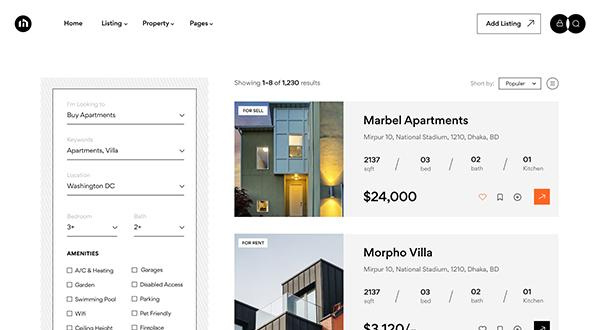 Home
Listing
Property
Pages
Add Listing
I'm Looking to
Buy Apartments
Keywords
Apartments, Villa
Location
Washington DC
Bedroom
Bath
3+
2+
AMENITIES
A/C & Heating
Garages
Garden
Disabled Access
Swimming Pool
Parking
Wifi
Pet Friendly
Ceiling Height
Fireplace
Showing 1-8 of 1,230 results
Short by:
Populer
FOR SELL
Marbel Apartments
Mirpur 10, National Stadium, 1210, Dhaka, BD
2137 / 03 / 02 / 01
sqft bed bath Kitchen
$24,000
FOR RENT
Morpho Villa
Mirpur 10, National Stadium, 1210, Dhaka, BD
2137 / 03 / 02 / 01
sqft bed bath Kitchen
$3,120/-